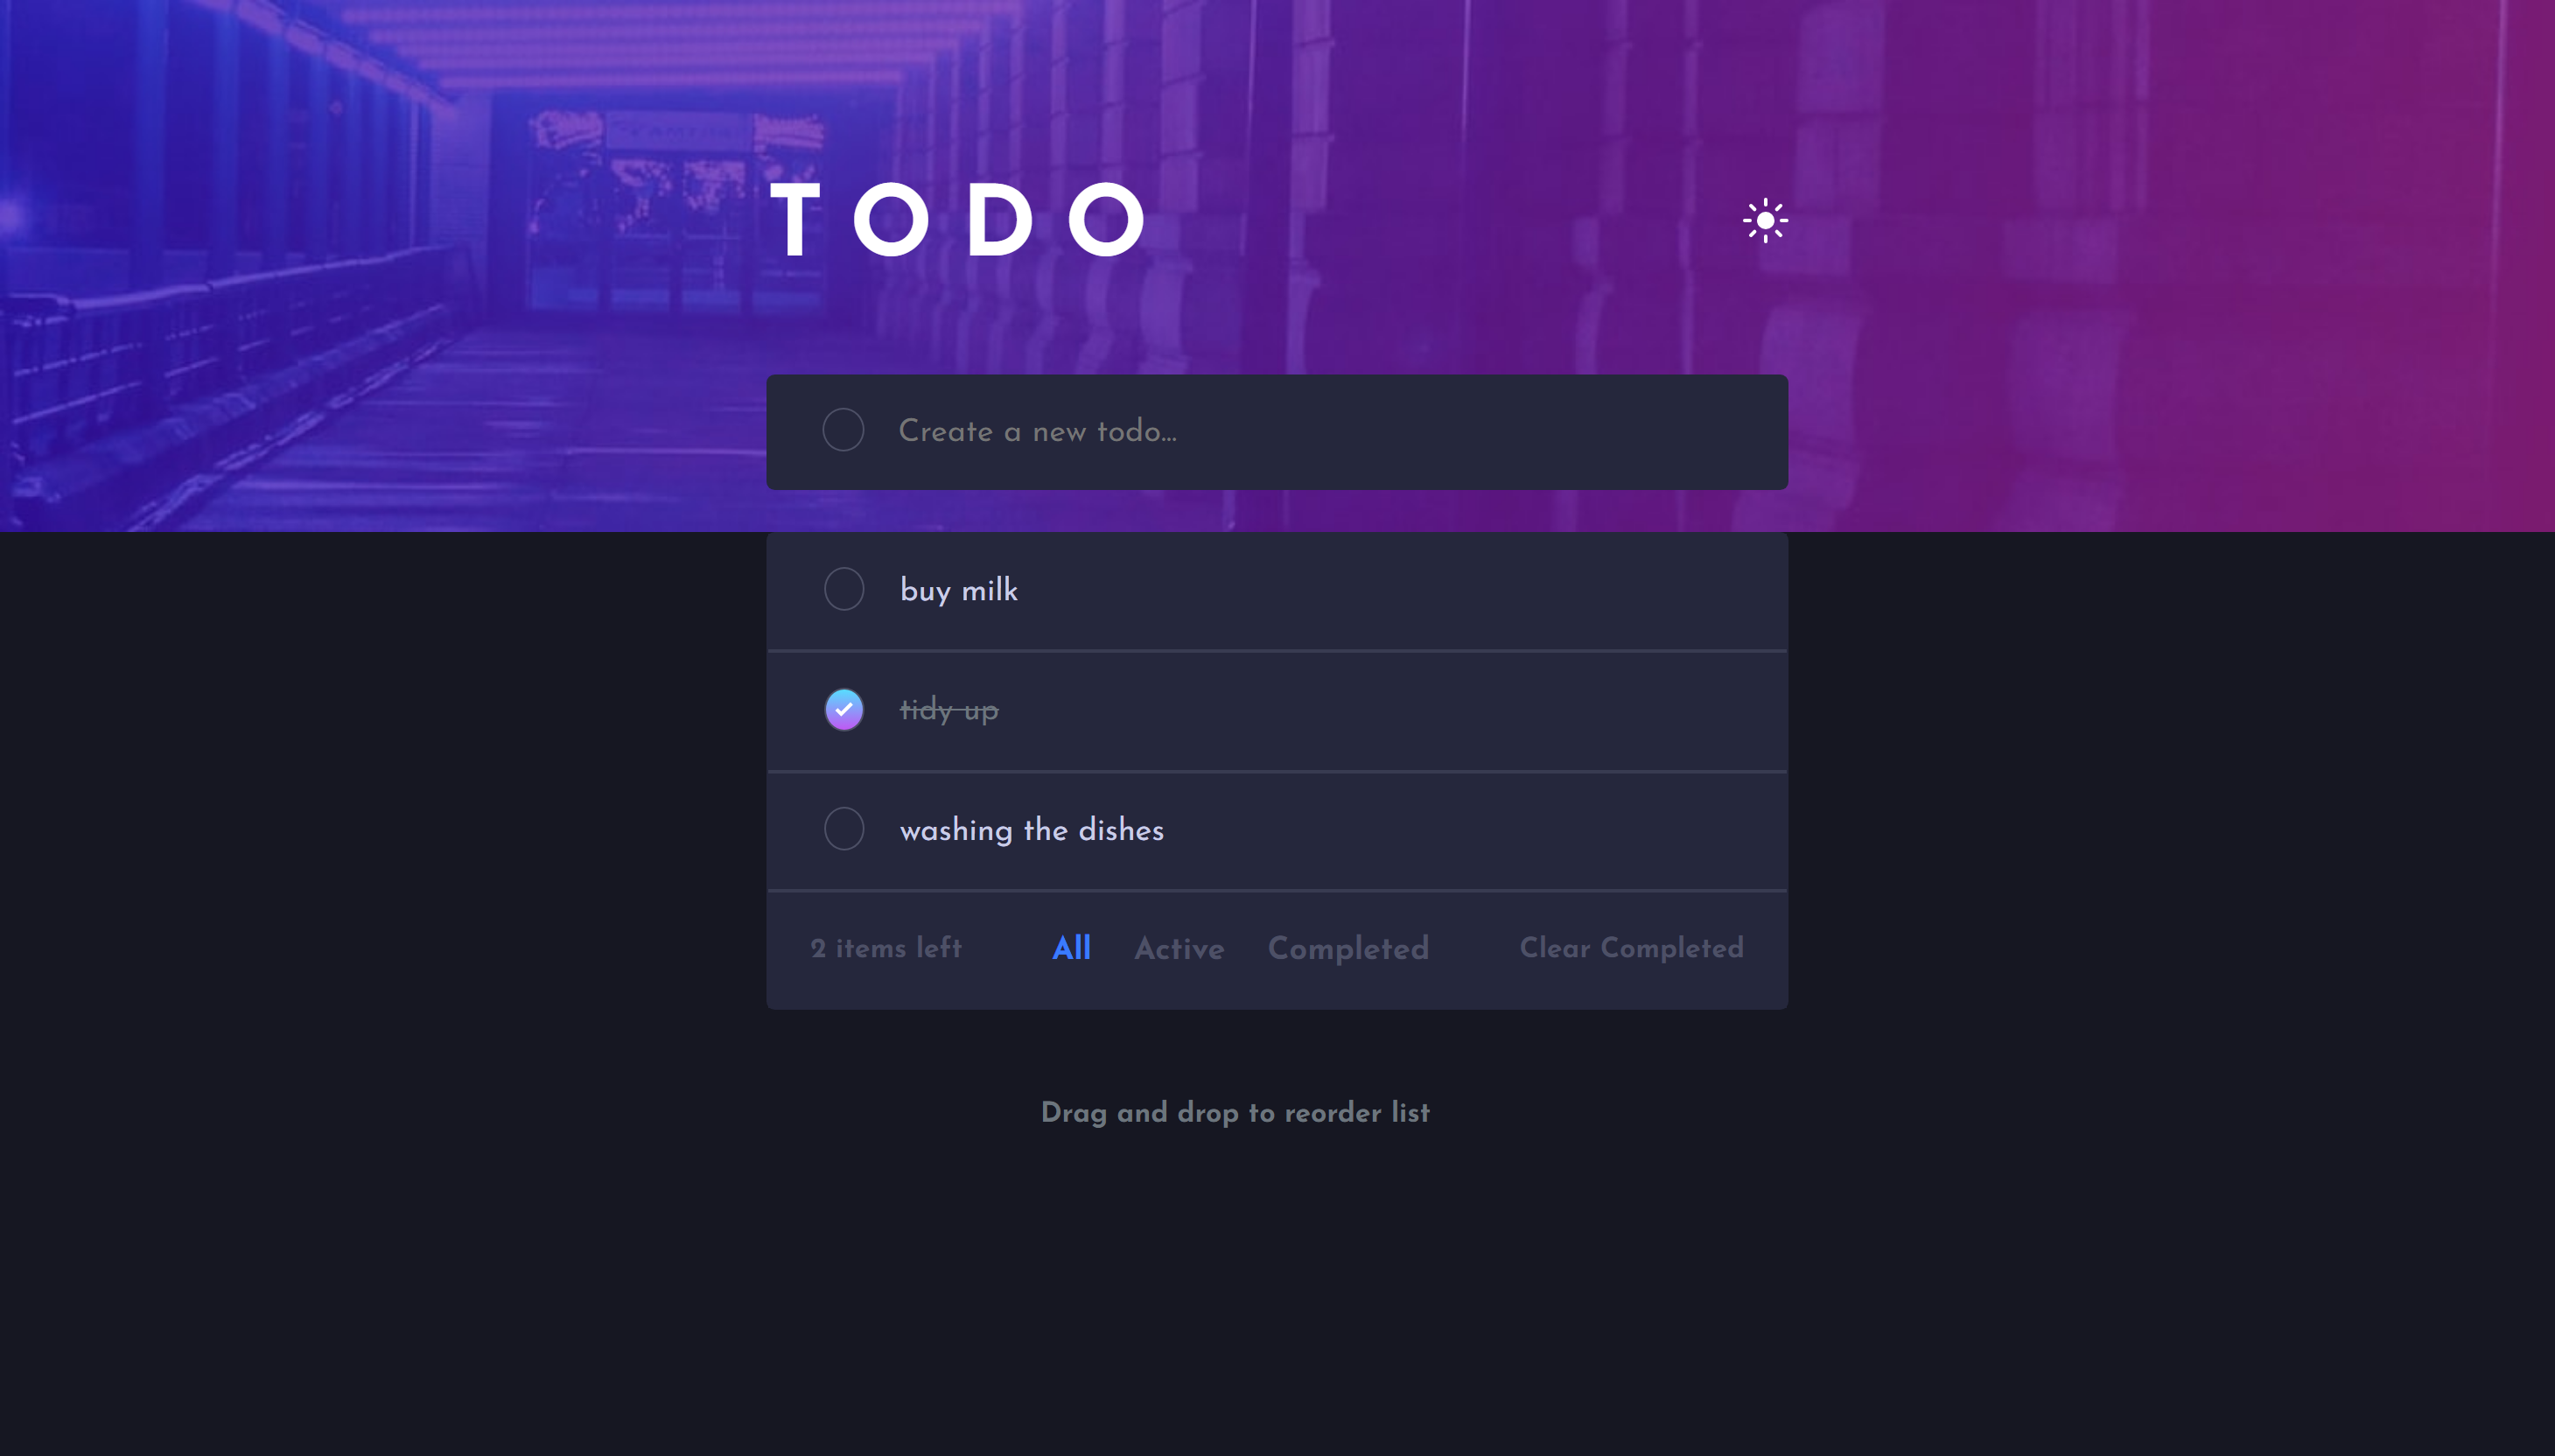 TODO
Create a new todo...
buy milk
tidy up
washing the dishes
2 items left All Active Completed Clear Completed
Drag and drop to reorder list